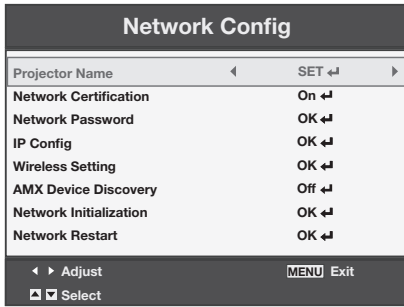 Network Config
Projector Name SET
Network Certification On
Network Password OK
IP Config OK
Wireless Setting OK
AMX Device Discovery Off
Network Initialization OK
Network Restart OK
Adjust MENU Exit
Select